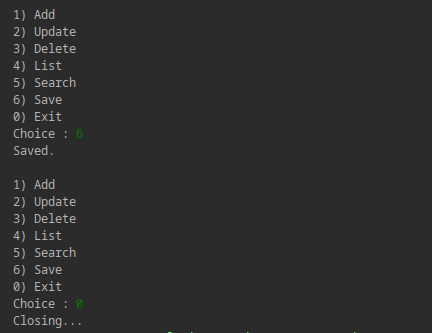 1) Add
2) Update
3) Delete
4) List
5) Search
6) Save
0) Exit
Choice : 6
Saved.
1) Add
2) Update
3) Delete
4) List
5) Search
6) Save
0) Exit
Choice : 0
Closing...